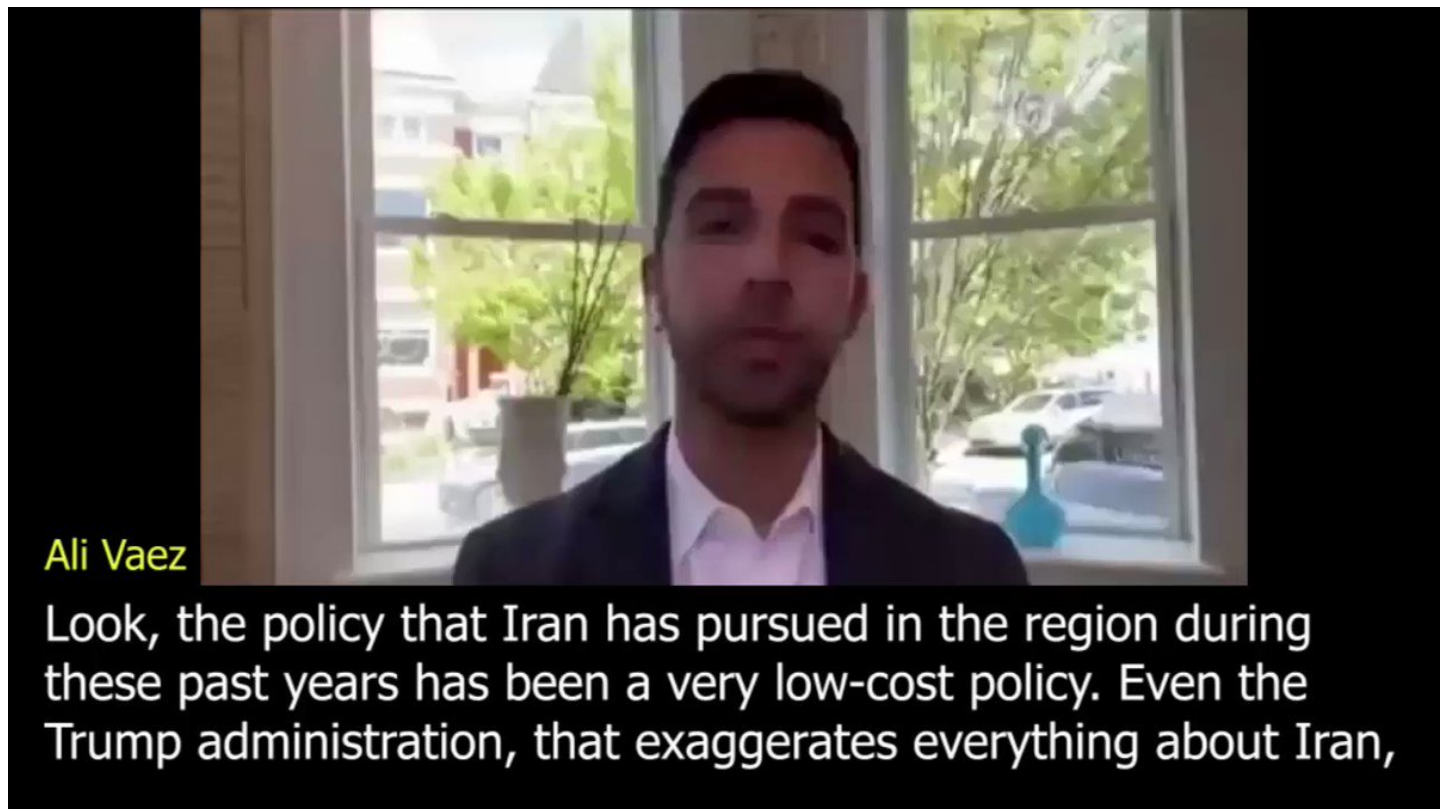 Ali Vaez
Look, the policy that Iran has pursued in the region during
these past years has been a very low-cost policy. Even the
Trump administration, that exaggerates everything about Iran,